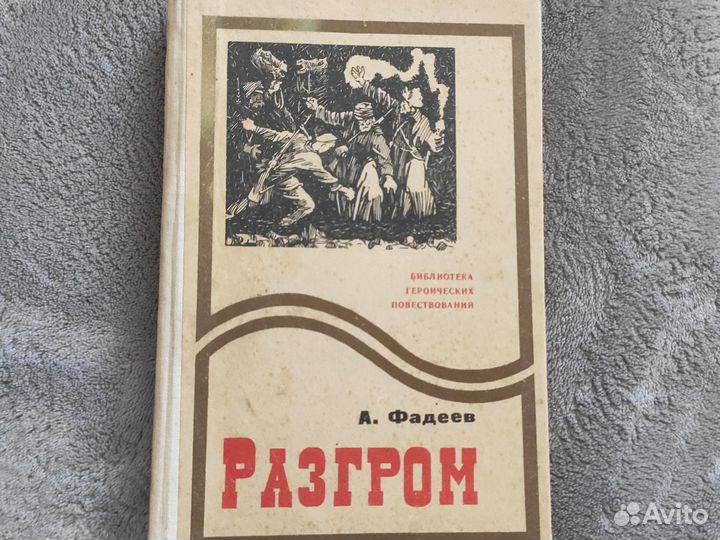 БИБЛИОТЕКА
ГЕРОИЧЕСКИХ
ПОВЕСТВОВАНИЙ
А. Фадеев
РАЗГРОМ
Avito